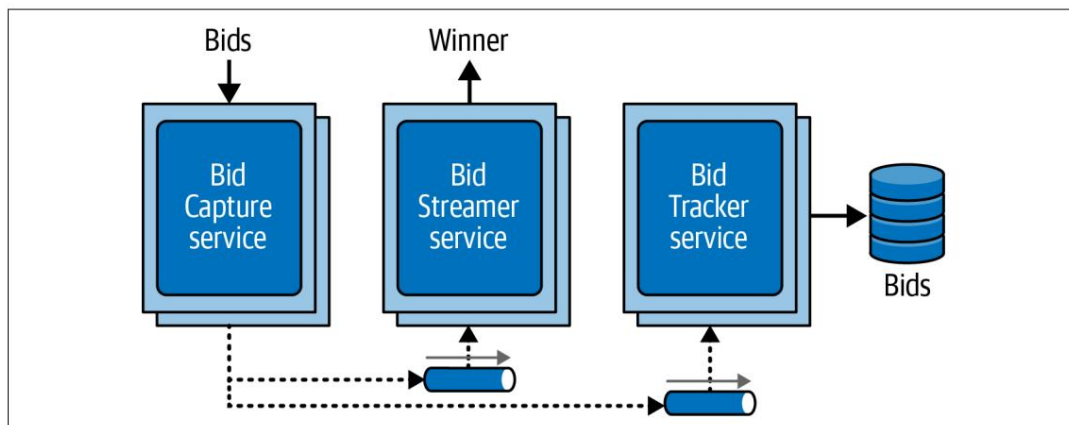 Bids
Winner
Bid
Capture
service
Bid
Streamer
service
Bid
Tracker
service
Bids